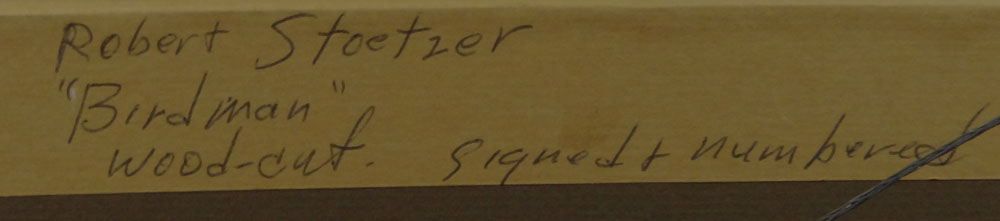 Robert Stoetzer
"Birdman"
wood-cut. signed + numbered